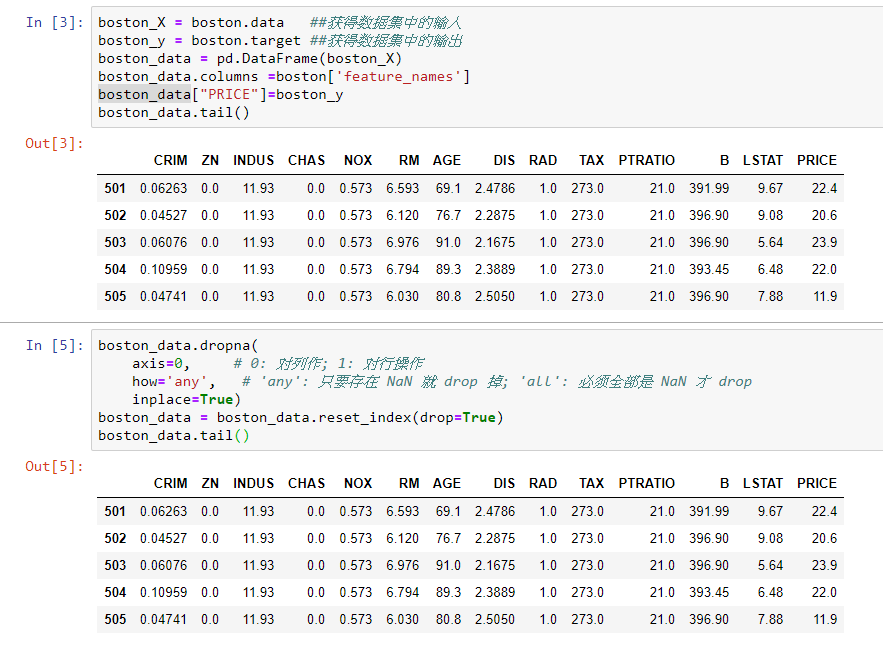 In [3]: boston_X = boston.data   ##获得数据集中的输入
boston_y = boston.target ##获得数据集中的输出
boston_data = pd.DataFrame(boston_X)
boston_data.columns =boston['feature_names']
boston_data["PRICE"]=boston_y
boston_data.tail()
Out[3]:
CRIM ZN INDUS CHAS NOX RM AGE DIS RAD TAX PTRATIO B LSTAT PRICE
501 0.06263 0.0 11.93 0.0 0.573 6.593 69.1 2.4786 1.0 273.0 21.0 391.99 9.67 22.4
502 0.04527 0.0 11.93 0.0 0.573 6.120 76.7 2.2875 1.0 273.0 21.0 396.90 9.08 20.6
503 0.06076 0.0 11.93 0.0 0.573 6.976 91.0 2.1675 1.0 273.0 21.0 396.90 5.64 23.9
504 0.10959 0.0 11.93 0.0 0.573 6.794 89.3 2.3889 1.0 273.0 21.0 393.45 6.48 22.0
505 0.04741 0.0 11.93 0.0 0.573 6.030 80.8 2.5050 1.0 273.0 21.0 396.90 7.88 11.9
In [5]: boston_data.dropna(
axis=0,     # 0: 对列作; 1: 对行操作
how='any',   # 'any': 只要存在 NaN 就 drop 掉; 'all': 必须全部是 NaN 才 drop
inplace=True)
boston_data = boston_data.reset_index(drop=True)
boston_data.tail()
Out[5]:
CRIM ZN INDUS CHAS NOX RM AGE DIS RAD TAX PTRATIO B LSTAT PRICE
501 0.06263 0.0 11.93 0.0 0.573 6.593 69.1 2.4786 1.0 273.0 21.0 391.99 9.67 22.4
502 0.04527 0.0 11.93 0.0 0.573 6.120 76.7 2.2875 1.0 273.0 21.0 396.90 9.08 20.6
503 0.06076 0.0 11.93 0.0 0.573 6.976 91.0 2.1675 1.0 273.0 21.0 396.90 5.64 23.9
504 0.10959 0.0 11.93 0.0 0.573 6.794 89.3 2.3889 1.0 273.0 21.0 393.45 6.48 22.0
505 0.04741 0.0 11.93 0.0 0.573 6.030 80.8 2.5050 1.0 273.0 21.0 396.90 7.88 11.9